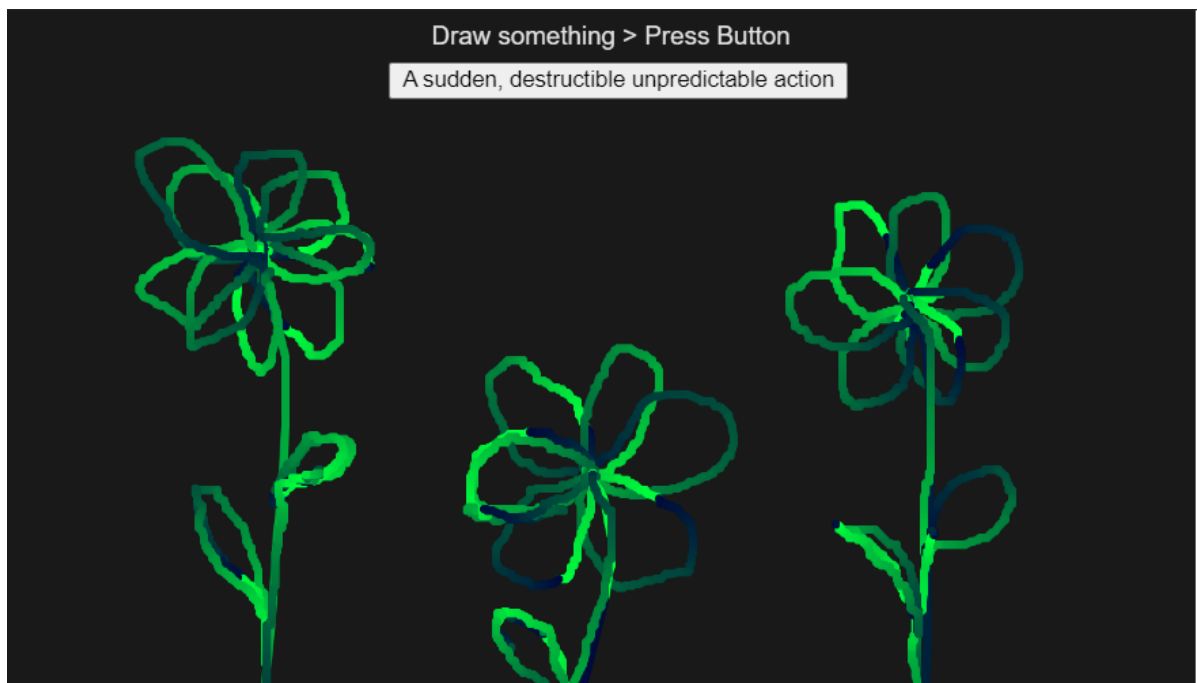 Draw something > Press Button
A sudden, destructible unpredictable action